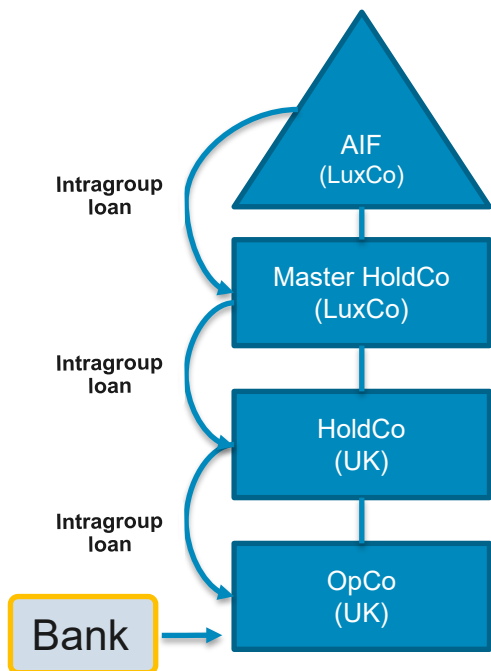 AIF
(LuxCo)
Intragroup
loan
Master HoldCo
(LuxCo)
Intragroup
loan
HoldCo
(UK)
Intragroup
loan
OpCo
(UK)
Bank